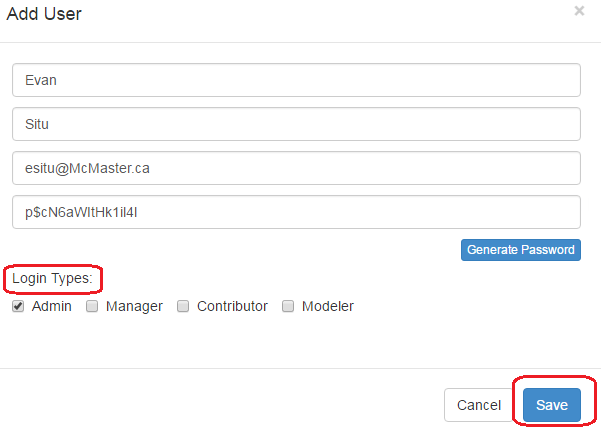 Add User ×
Evan
Situ
esitu@McMaster.ca
p$cN6aWltHk1il4l
Generate Password
Login Types:
Admin Manager Contributor Modeler
Cancel Save